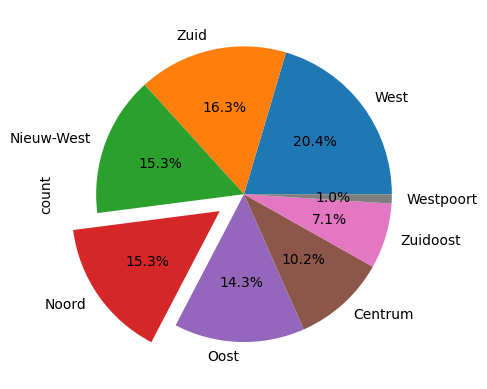 Zuid
West
16.3%
Nieuw-West
20.4%
15.3%
count
1.0%
Westpoort
7.1%
Zuidoost
15.3%
10.2%
14.3%
Noord
Centrum
Oost